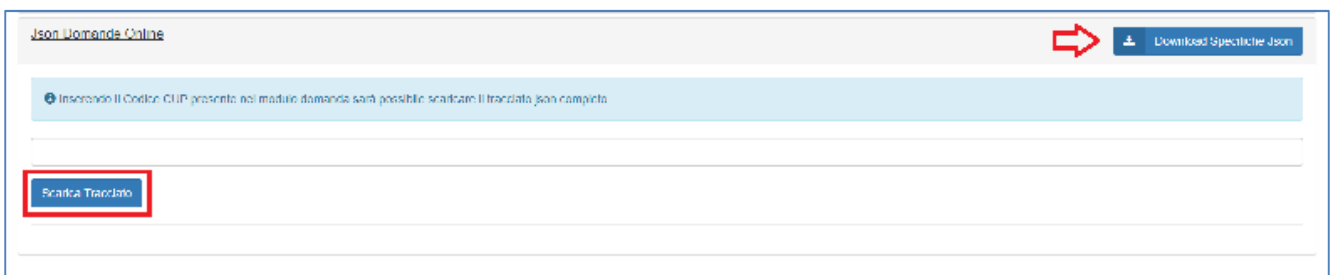 Json Domande Online
Download Specifiche Json
Inserendo il Codice CUP presente nel modulo domanda sarà possibile scaricare il tracciato json completo
Scarica Tracciato